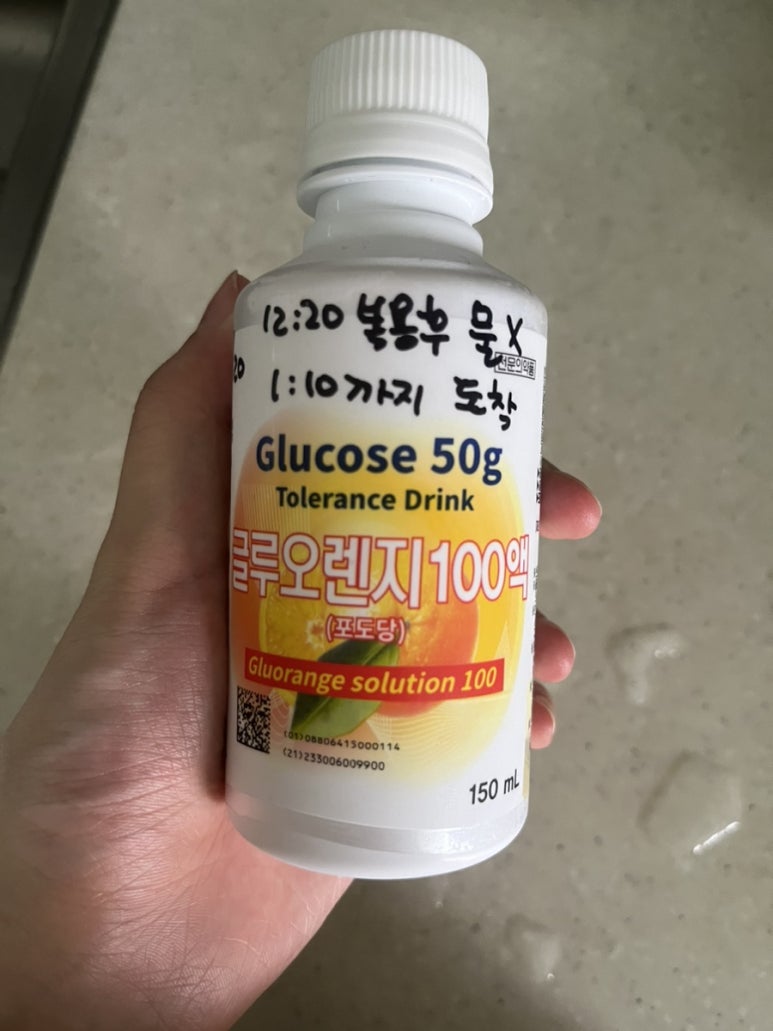 12:20 복용후 물X
전문의약품
20
1:10까지 도착
Glucose 50g
Tolerance Drink
글루오렌지100액
(포도당)
Gluorange solution 100
(01)08806415000114
(21)233006009900
150 mL